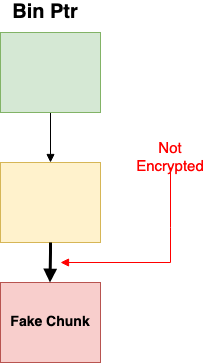 Bin Ptr
Not
Encrypted
Fake Chunk